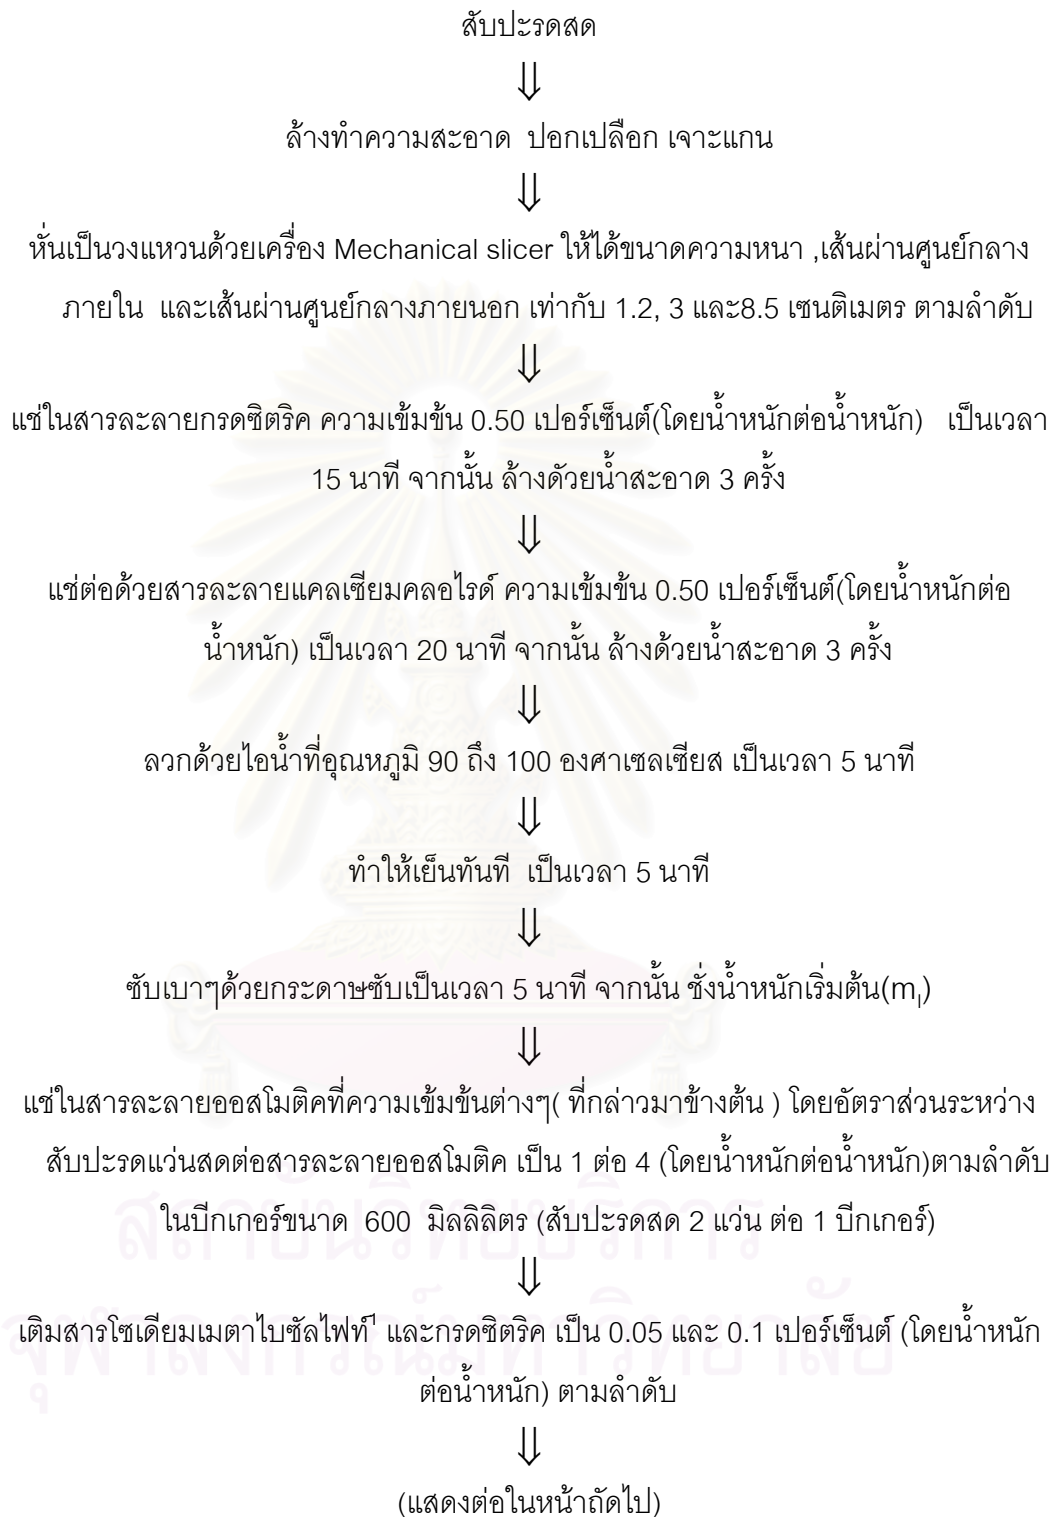 สับปะรดสด
⇓
ล้างทำความสะอาด ปอกเปลือก เจาะแกน
⇓
หั่นเป็นวงแหวนด้วยเครื่อง Mechanical slicer ให้ได้ขนาดความหนา ,เส้นผ่านศูนย์กลาง
ภายใน และเส้นผ่านศูนย์กลางภายนอก เท่ากับ 1.2, 3 และ8.5 เซนติเมตร ตามลำดับ
⇓
แช่ในสารละลายกรดซิตริค ความเข้มข้น 0.50 เปอร์เซ็นต์(โดยน้ำหนักต่อน้ำหนัก) เป็นเวลา
15 นาที จากนั้น ล้างดัวยน้ำสะอาด 3 ครั้ง
⇓
แช่ต่อด้วยสารละลายแคลเซียมคลอไรด์ ความเข้มข้น 0.50 เปอร์เซ็นต์(โดยน้ำหนักต่อ
น้ำหนัก) เป็นเวลา 20 นาที จากนั้น ล้างด้วยน้ำสะอาด 3 ครั้ง
⇓
ลวกด้วยไอน้ำที่อุณหภูมิ 90 ถึง 100 องศาเซลเซียส เป็นเวลา 5 นาที
⇓
ทำให้เย็นทันที เป็นเวลา 5 นาที
⇓
ซับเบาๆด้วยกระดาษซับเป็นเวลา 5 นาที จากนั้น ชั่งน้ำหนักเริ่มต้น(mI)
⇓
แช่ในสารละลายออสโมติคที่ความเข้มข้นต่างๆ( ที่กล่าวมาข้างต้น ) โดยอัตราส่วนระหว่าง
สับปะรดแว่นสดต่อสารละลายออสโมติค เป็น 1 ต่อ 4 (โดยน้ำหนักต่อน้ำหนัก)ตามลำดับ
ในบีกเกอร์ขนาด 600 มิลลิลิตร (สับปะรดสด 2 แว่น ต่อ 1 บีกเกอร์)
⇓
เติมสารโซเดียมเมตาไบซัลไฟท์ ี และกรดซิตริค เป็น 0.05 และ 0.1 เปอร์เซ็นต์ (โดยน้ำหนัก
ต่อน้ำหนัก) ตามลำดับ
⇓
(แสดงต่อในหน้าถัดไป)
สถาบันวิทยบริการ
จุฬาลงกรณ์มหาวิทยาลัย